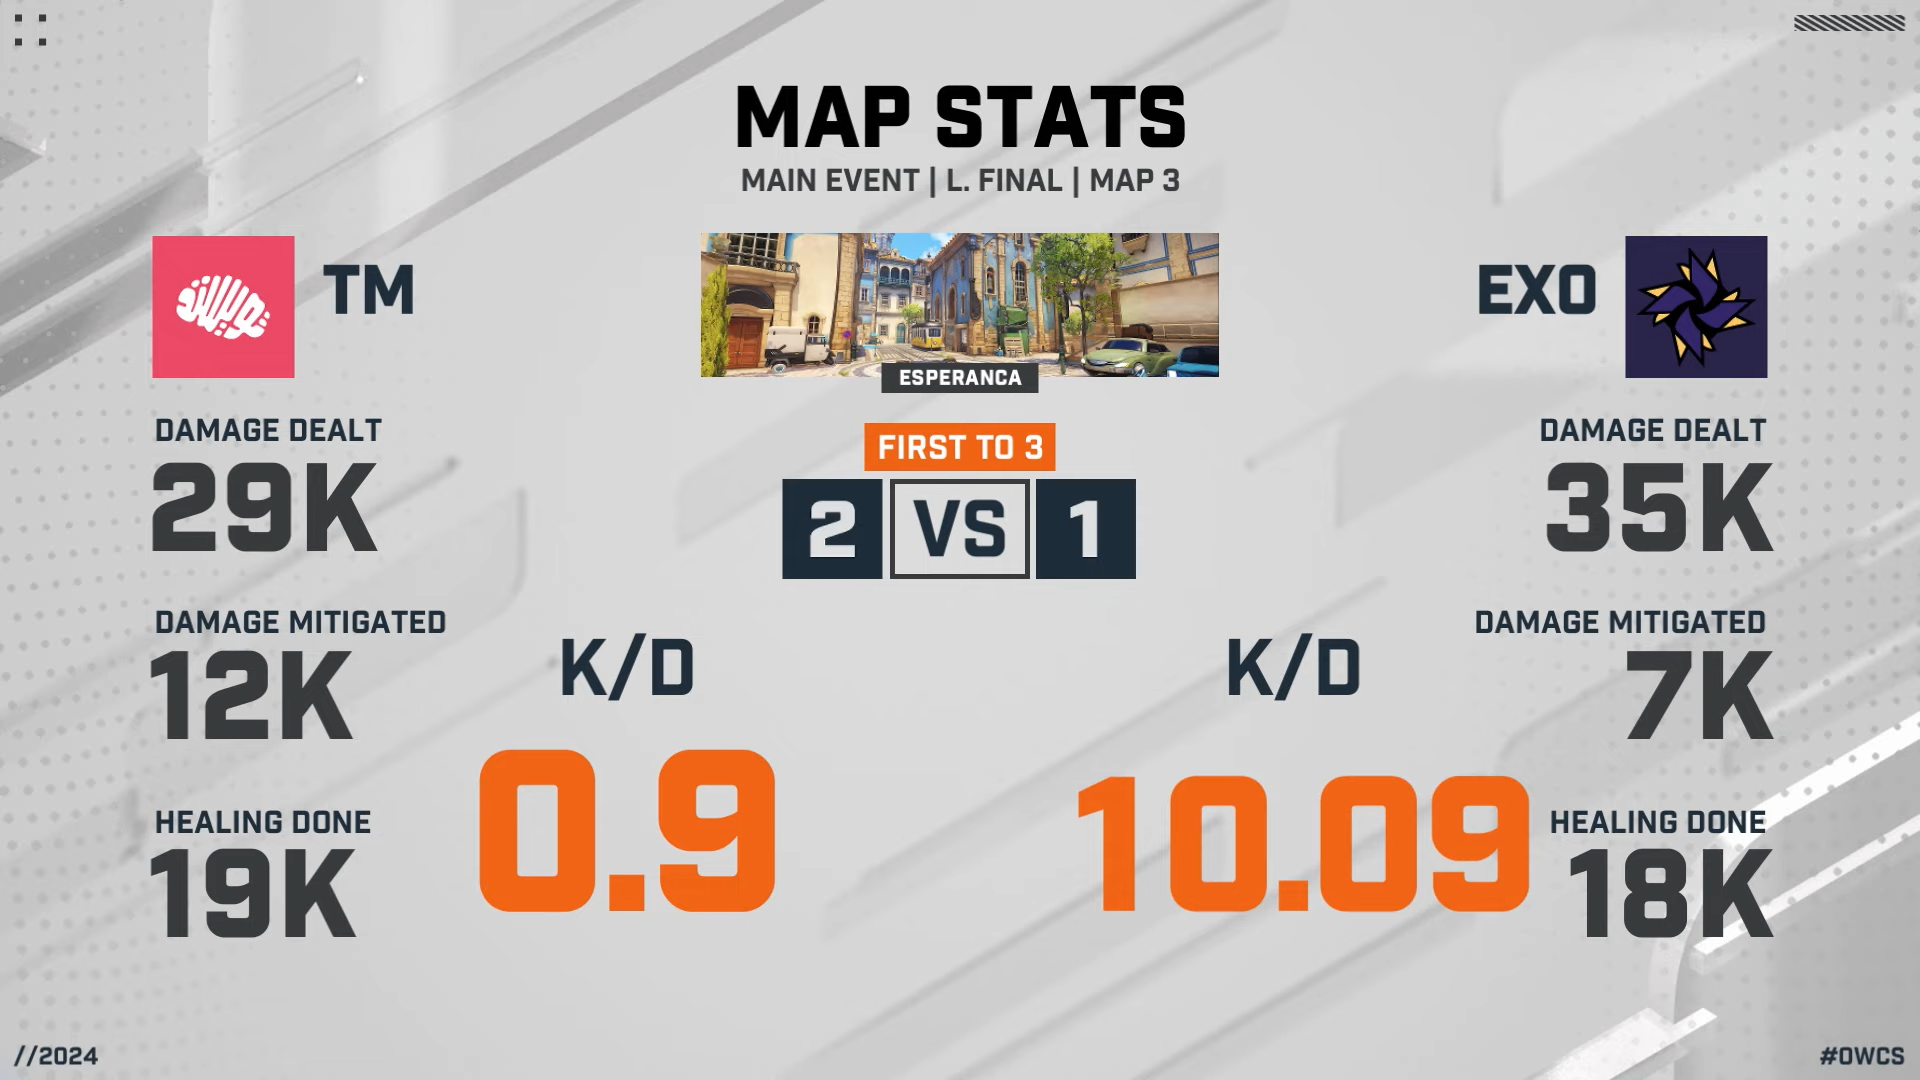 MAP STATS
MAIN EVENT | L. FINAL | MAP 3
TM
EXO
ESPERANCA
FIRST TO 3
2 VS 1
DAMAGE DEALT
29K
DAMAGE MITIGATED
12K
HEALING DONE
19K
K/D
0.9
K/D
10.09
DAMAGE DEALT
35K
DAMAGE MITIGATED
7K
HEALING DONE
18K
//2024
#OWCS